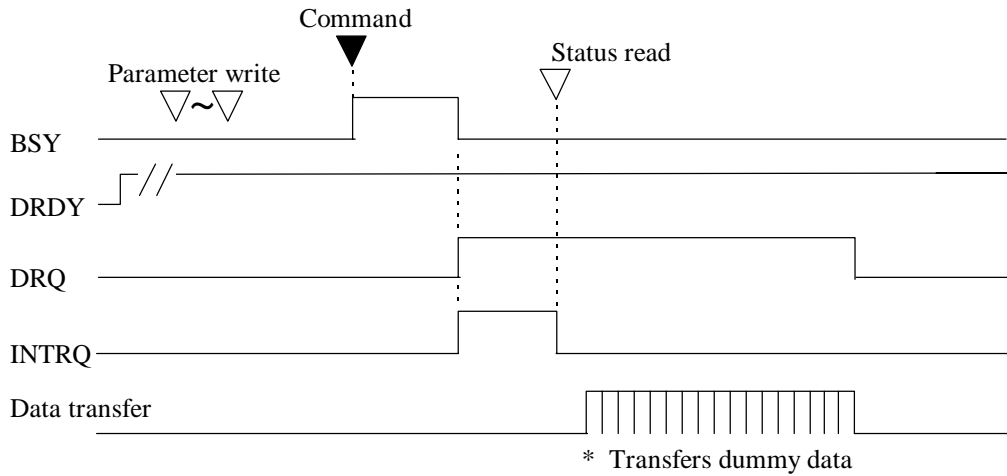 Command
Status read
Parameter write
~
BSY
DRDY
DRQ
INTRQ
Data transfer
* Transfers dummy data